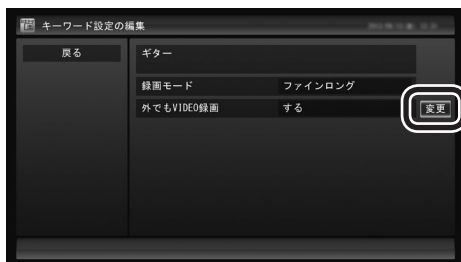 キーワード設定の編集
戻る
ギター
録画モード ファインロング
外でもVIDEO録画 する 変更